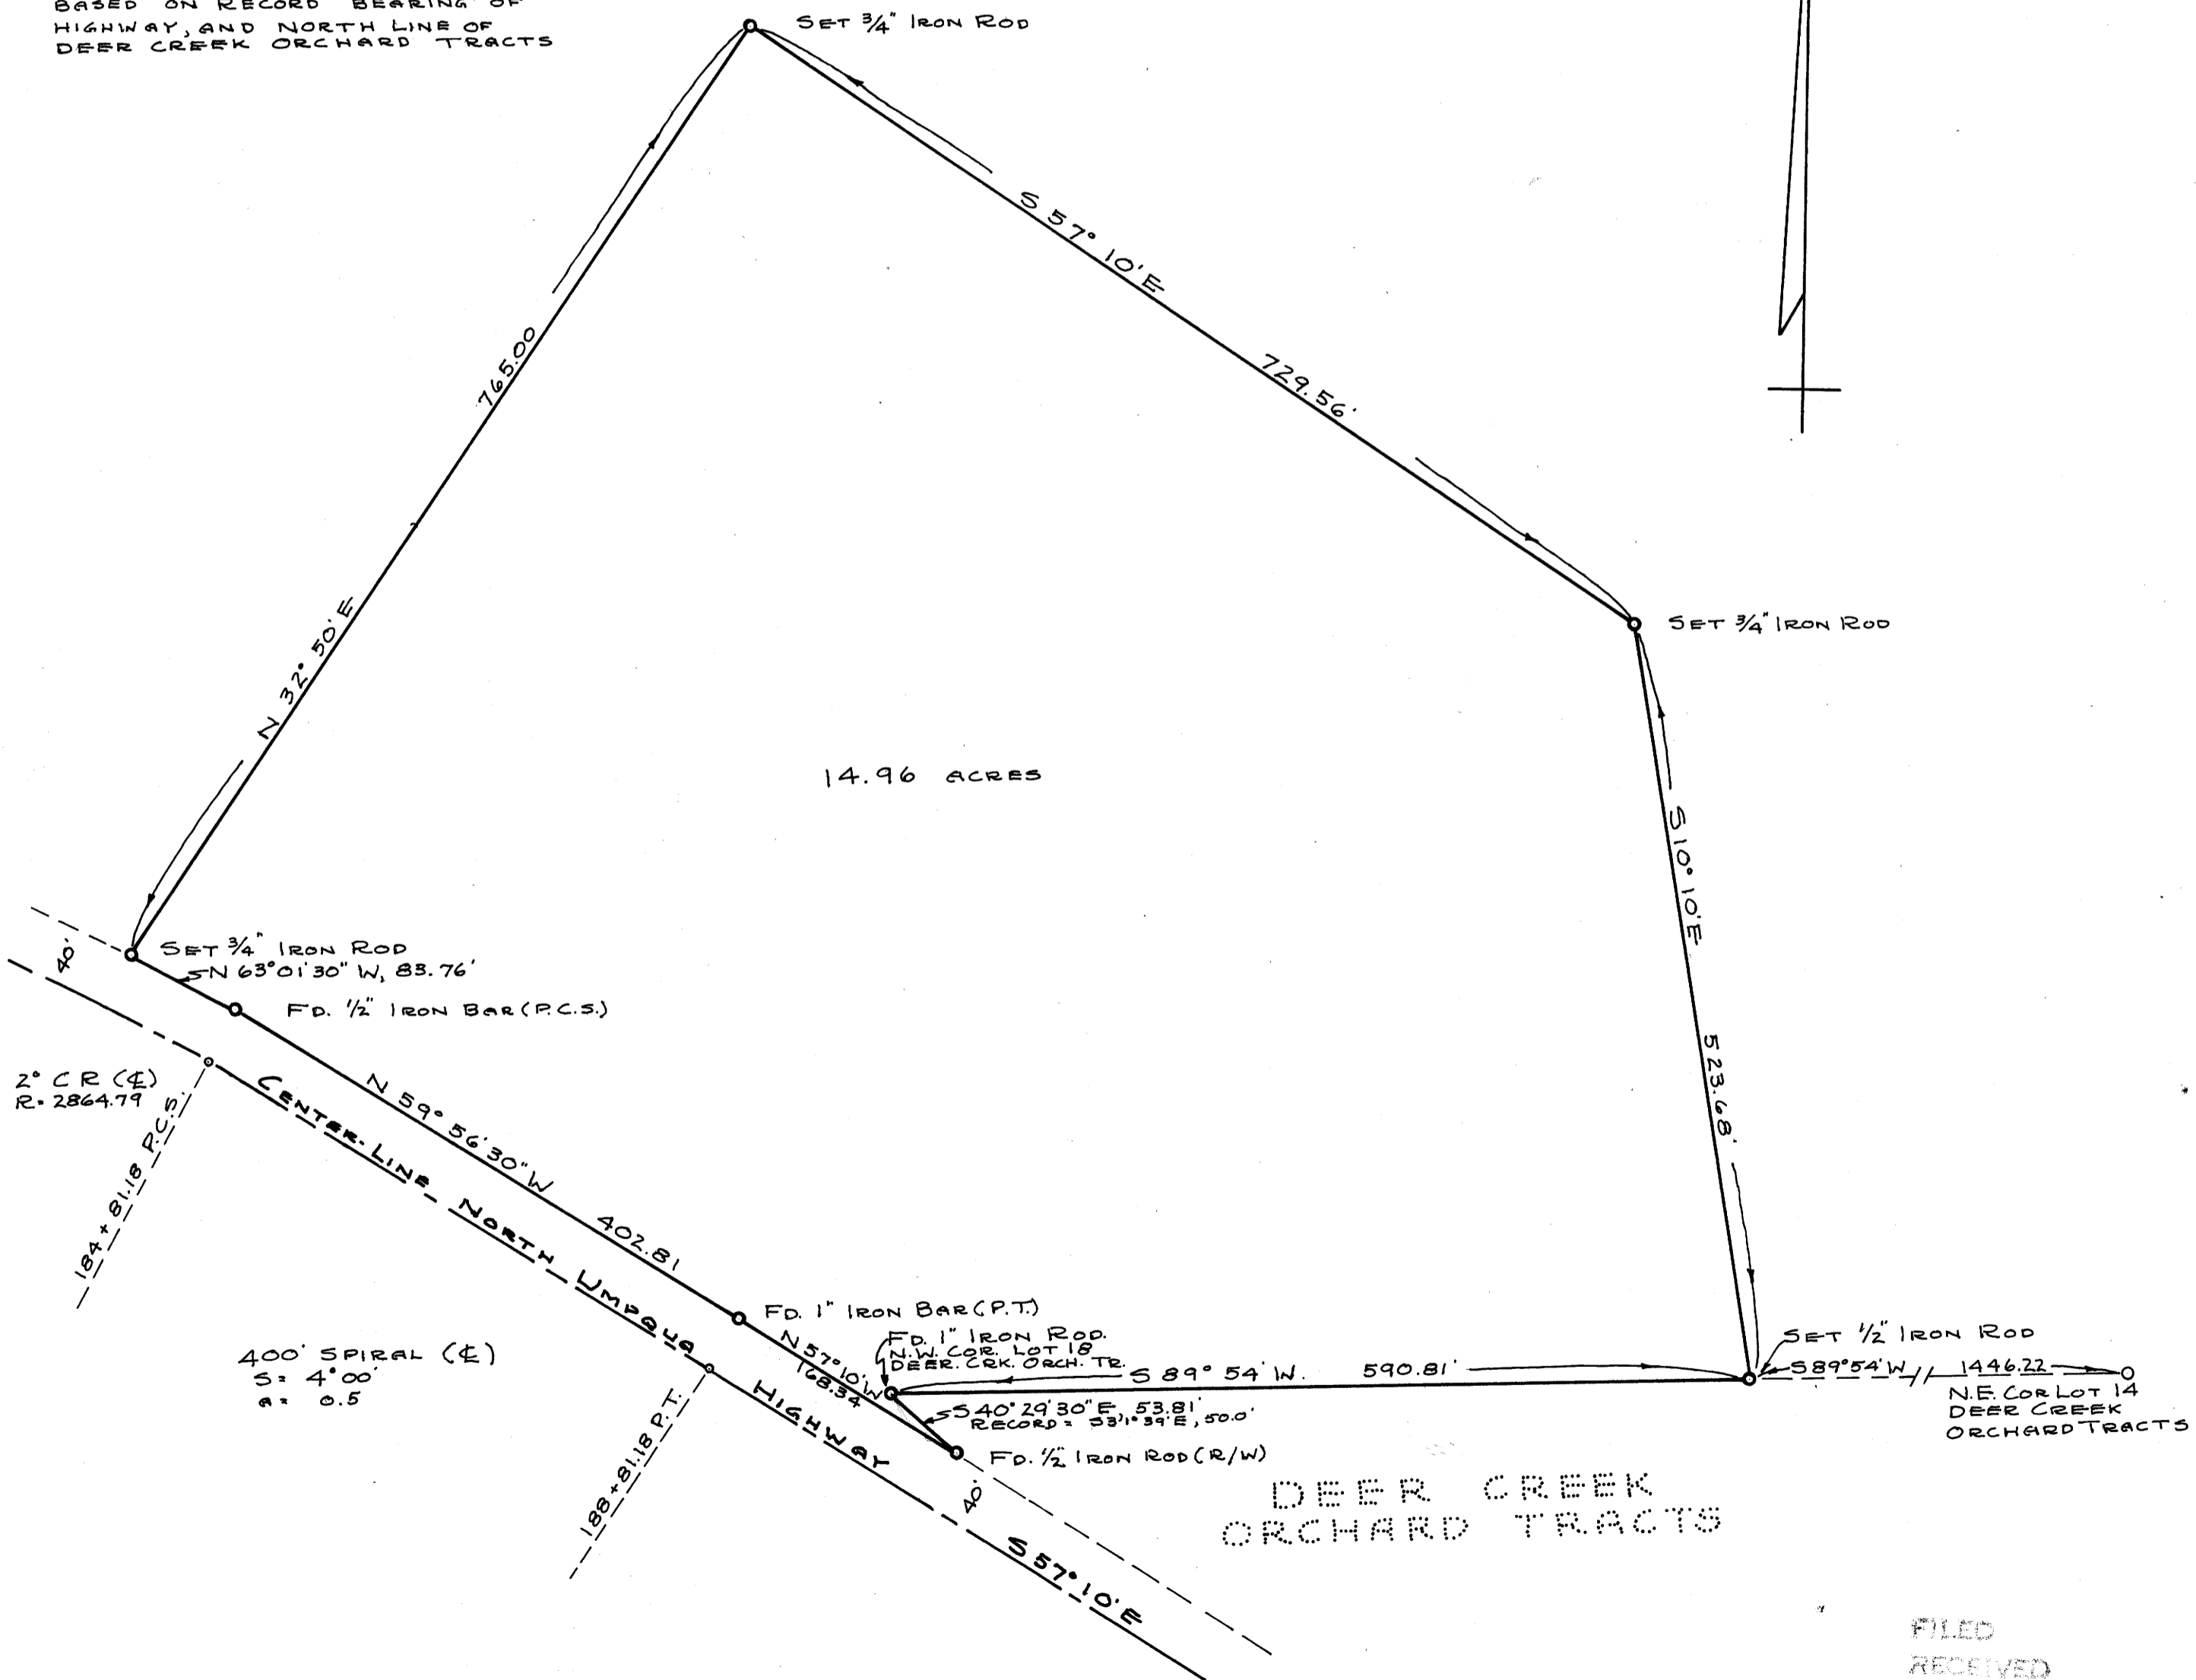 BASED ON RECORD BEARING OF
HIGHWAY, AND NORTH LINE OF
DEER CREEK ORCHARD TRACTS
SET 3/4" IRON ROD
S 57° 10' E
729.56'
765.00
N 32° 50' E
SET 3/4" IRON ROD
14.96 ACRES
S 10° 10' E
523.68'
40'
SET 3/4" IRON ROD
N 63° 01' 30" W, 83.76'
FD. 1/2" IRON BAR (P.C.S.)
2° CR (℄)
R= 2864.79
184 + 81.18 P.C.S.
N 59° 56' 30" W
402.81
CENTER-LINE NORTH UMPQUA HIGHWAY
S 57° 10' E
FD. 1" IRON BAR (P.T.)
N 57° 10' W
168.34
FD. 1" IRON ROD.
N.W. COR. LOT 18
DEER. CRK. ORCH. TR.
S 89° 54' W. 590.81'
SET 1/2" IRON ROD
S 89° 54' W 1446.22
N.E. COR LOT 14
DEER CREEK
ORCHARD TRACTS
400' SPIRAL (℄)
S= 4° 00'
a= 0.5
188 + 81.18 P.T.
S 40° 29' 30" E, 53.81'
RECORD = S 31° 39' E, 50.0'
FD. 1/2" IRON ROD (R/W)
40'
DEER CREEK
ORCHARD TRACTS
FILED
RECEIVED